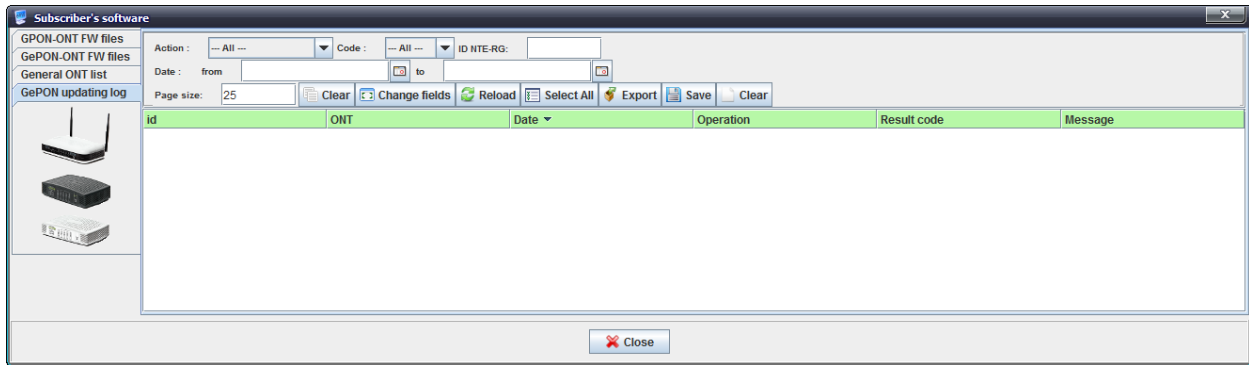 Subscriber's software
GPON-ONT FW files
GePON-ONT FW files
General ONT list
GePON updating log
Action : --- All --- Code : --- All --- ID NTE-RG:
Date : from to
Page size: 25 Clear Change fields Reload Select All Export Save Clear
id ONT Date Operation Result code Message
Close